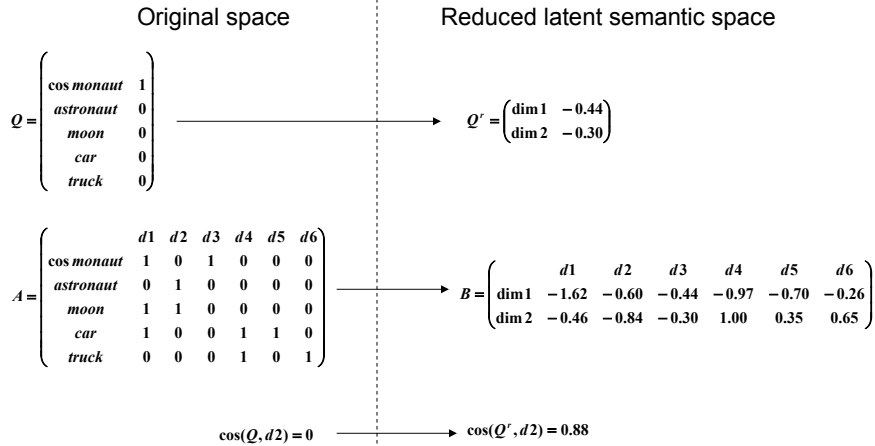 Original space
Reduced latent semantic space
Q =
cosmonaut 1
astronaut 0
moon 0
car 0
truck 0
Q^r =
dim 1 −0.44
dim 2 −0.30
A =
d1 d2 d3 d4 d5 d6
cosmonaut 1 0 1 0 0 0
astronaut 0 1 0 0 0 0
moon 1 1 0 0 0 0
car 1 0 0 1 1 0
truck 0 0 0 1 0 1
B =
d1 d2 d3 d4 d5 d6
dim 1 −1.62 −0.60 −0.44 −0.97 −0.70 −0.26
dim 2 −0.46 −0.84 −0.30 1.00 0.35 0.65
cos(Q, d2) = 0
cos(Q^r, d2) = 0.88